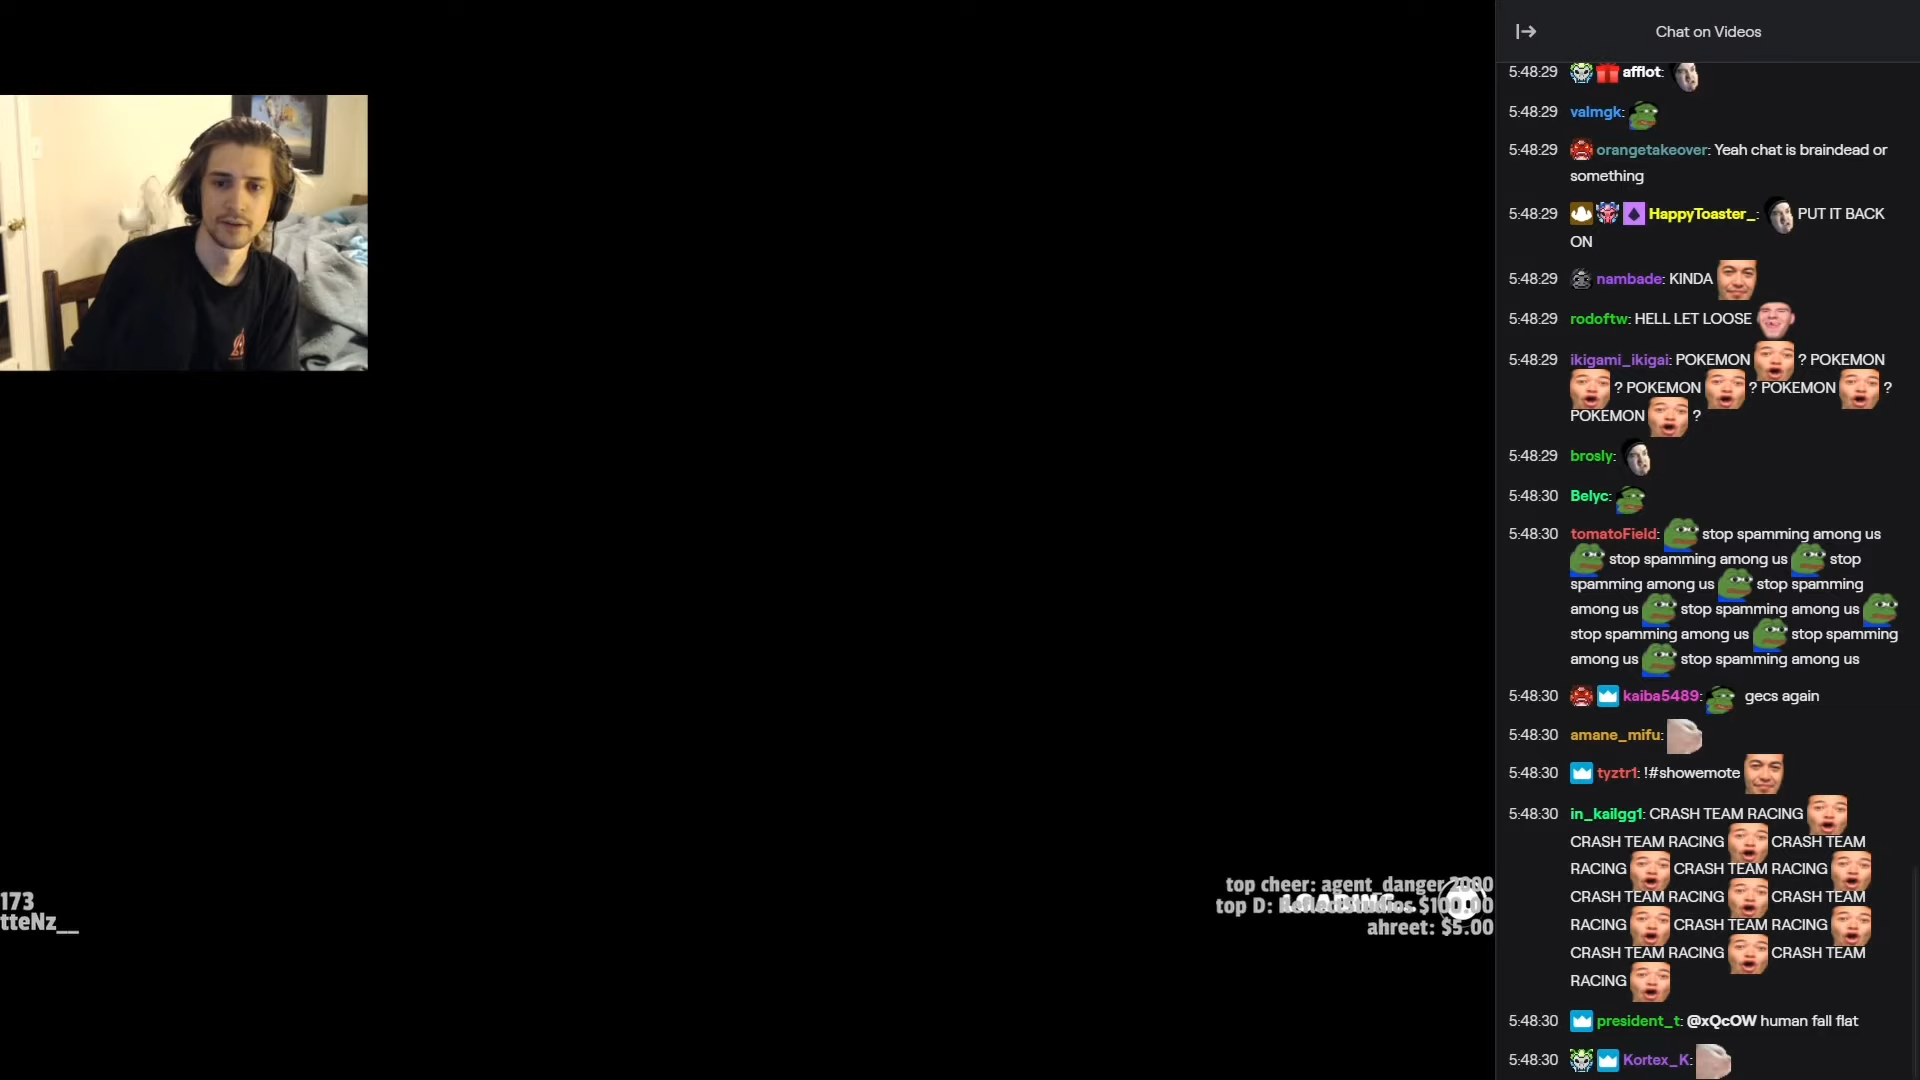 Chat on Videos
5:48:29 afflot:
5:48:29 valmgk:
5:48:29 orangetakeover: Yeah chat is braindead or
something
5:48:29 HappyToaster_: PUT IT BACK
ON
5:48:29 nambade: KINDA
5:48:29 rodoftw: HELL LET LOOSE
5:48:29 ikigami_ikigai: POKEMON ? POKEMON
? POKEMON ? POKEMON ?
POKEMON ?
5:48:29 brosly:
5:48:30 Belyc:
5:48:30 tomatoField: stop spamming among us
stop spamming among us stop
spamming among us stop spamming
among us stop spamming among us
stop spamming among us stop spamming
among us stop spamming among us
5:48:30 kaiba5489: gecs again
5:48:30 amane_mifu:
5:48:30 tyztr1: !#showemote
5:48:30 in_kailgg1: CRASH TEAM RACING
CRASH TEAM RACING CRASH TEAM
RACING CRASH TEAM RACING
CRASH TEAM RACING CRASH TEAM
RACING CRASH TEAM RACING
CRASH TEAM RACING CRASH TEAM
RACING
5:48:30 president_t: @xQcOW human fall flat
5:48:30 Kortex_K:
173
tteNz__
top cheer: agent_danger 2000
top D: $100.00
LOADING...
ahreet: $5.00